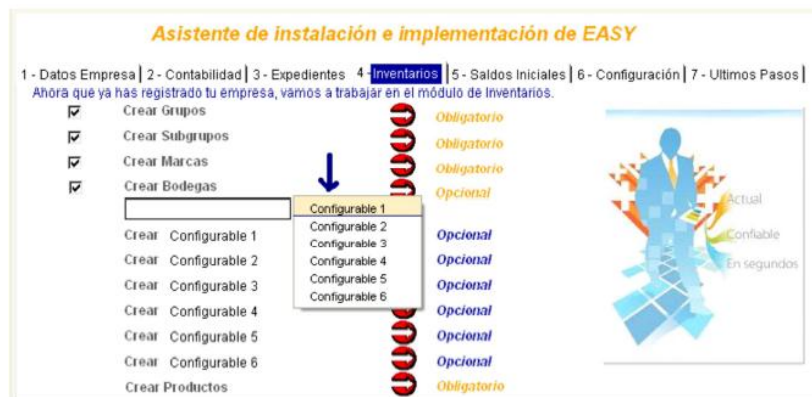 Asistente de instalación e implementación de EASY
1 - Datos Empresa | 2 - Contabilidad | 3 - Expedientes 4 - Inventarios | 5 - Saldos Iniciales | 6 - Configuración | 7 - Ultimos Pasos |
Ahora que ya has registrado tu empresa, vamos a trabajar en el módulo de Inventarios.
Crear Grupos Obligatorio
Crear Subgrupos Obligatorio
Crear Marcas Obligatorio
Crear Bodegas Opcional
Configurable 1
Configurable 2
Configurable 3
Configurable 4
Configurable 5
Configurable 6
Crear Configurable 1 Opcional
Crear Configurable 2 Opcional
Crear Configurable 3 Opcional
Crear Configurable 4 Opcional
Crear Configurable 5 Opcional
Crear Configurable 6 Opcional
Crear Productos Obligatorio
Actual
Confiable
En segundos